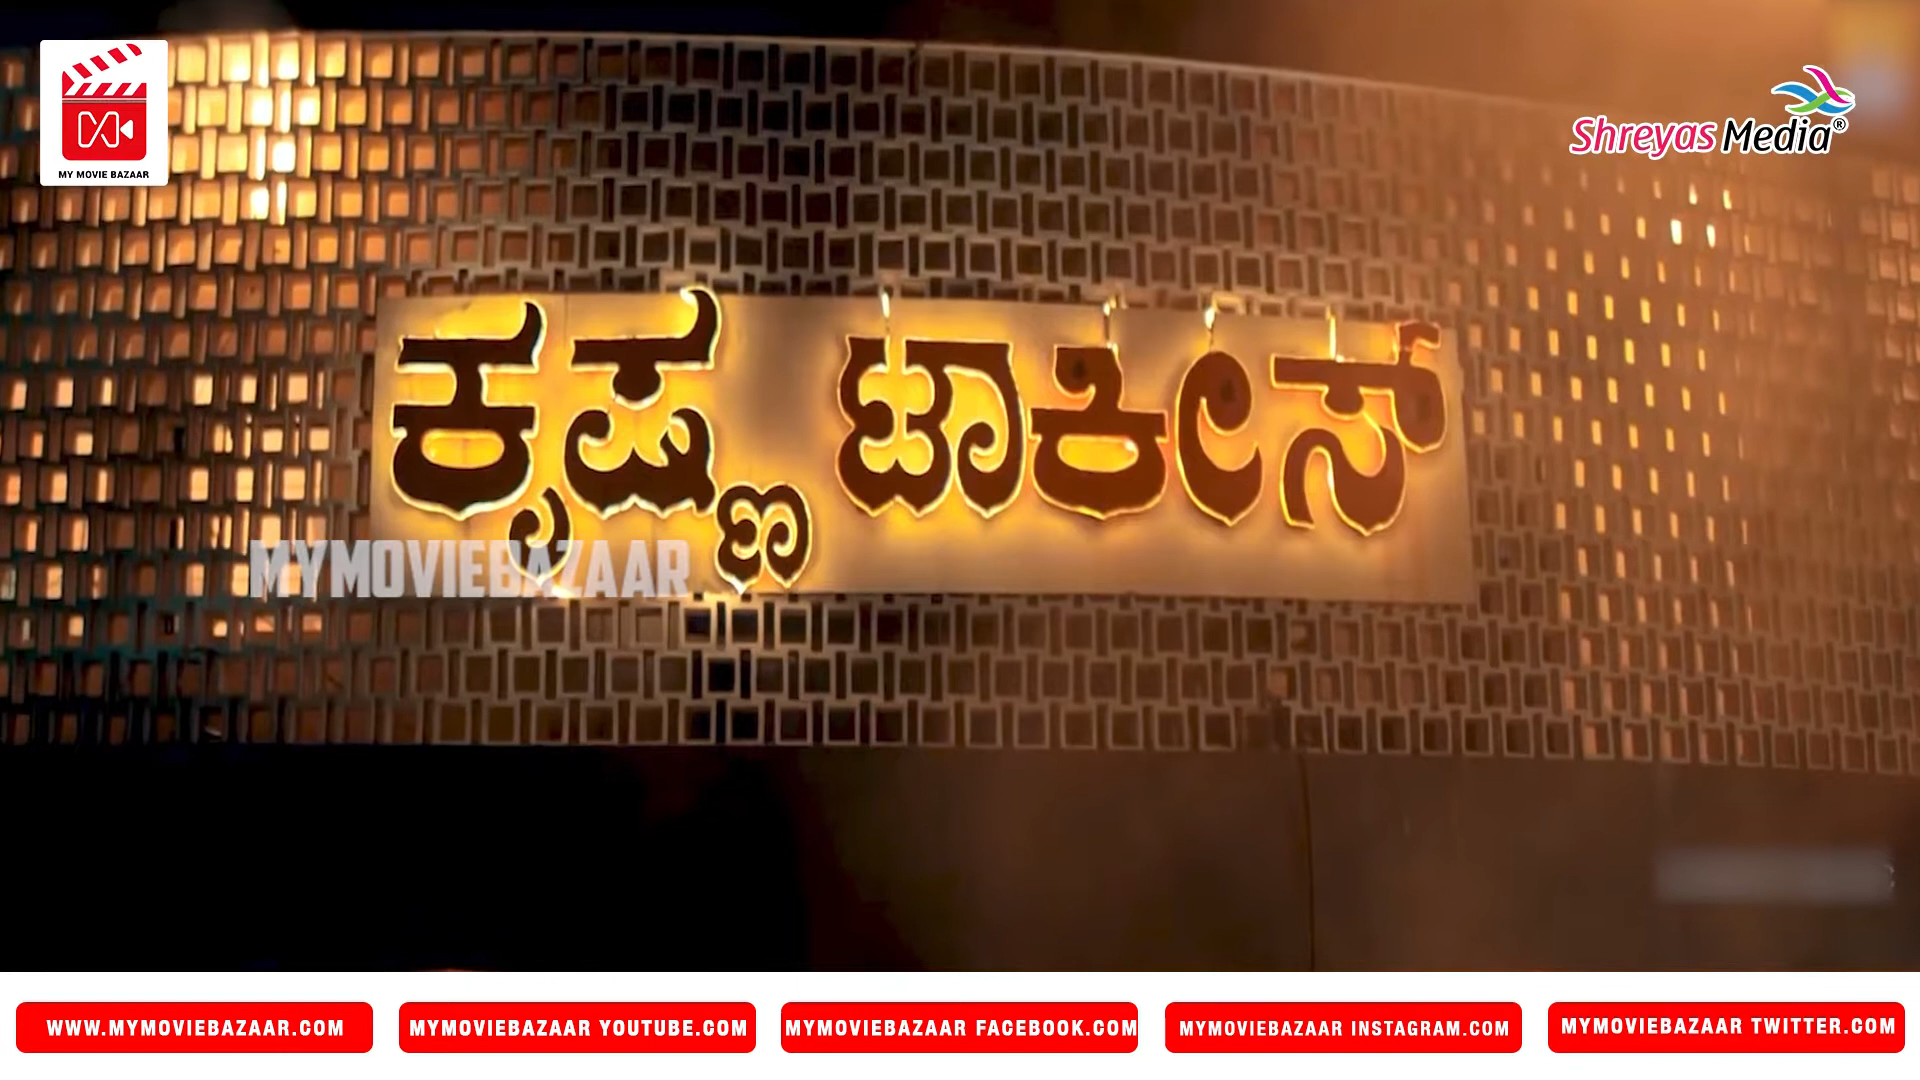 MY MOVIE BAZAAR
Shreyas Media®
ಕೃಷ್ಣ ಟಾಕೀಸ್
MYMOVIEBAZAAR
WWW.MYMOVIEBAZAAR.COM
MYMOVIEBAZAAR YOUTUBE.COM
MYMOVIEBAZAAR FACEBOOK.COM
MYMOVIEBAZAAR INSTAGRAM.COM
MYMOVIEBAZAAR TWITTER.COM